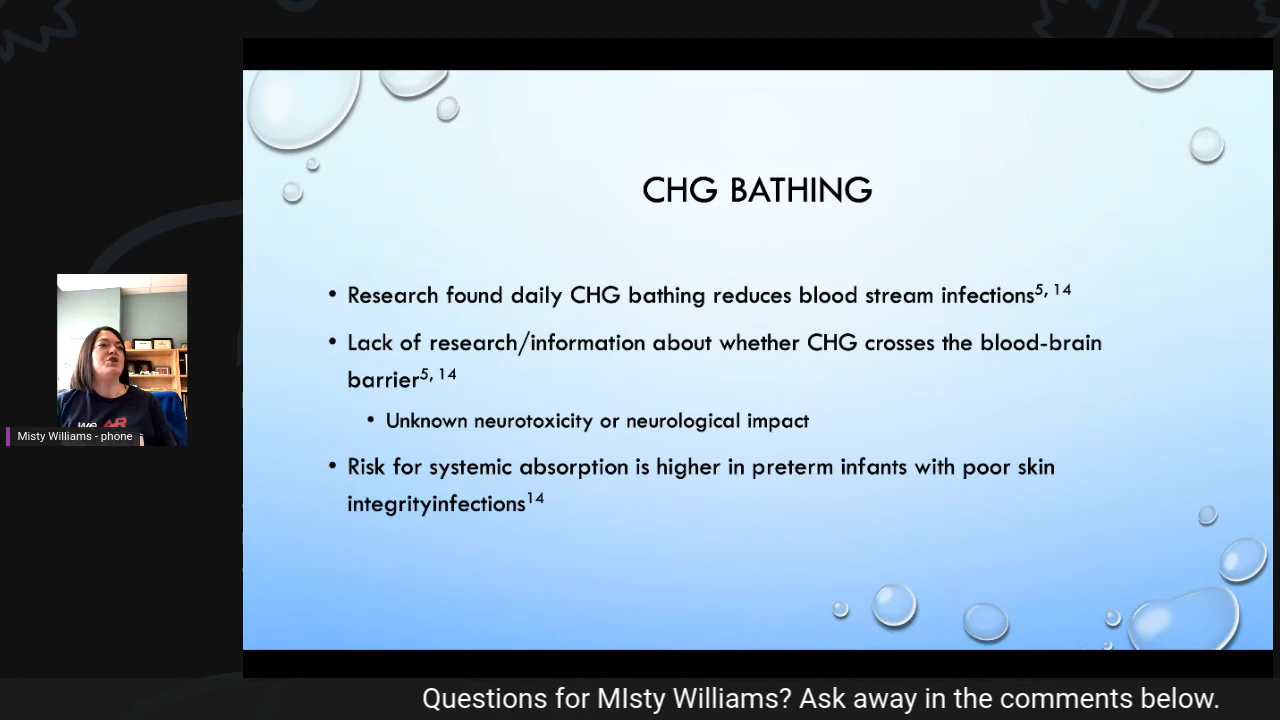 CHG BATHING
• Research found daily CHG bathing reduces blood stream infections5, 14
• Lack of research/information about whether CHG crosses the blood-brain
barrier5, 14
• Unknown neurotoxicity or neurological impact
• Risk for systemic absorption is higher in preterm infants with poor skin
integrityinfections14
we AR
Misty Williams - phone
Questions for MIsty Williams? Ask away in the comments below.